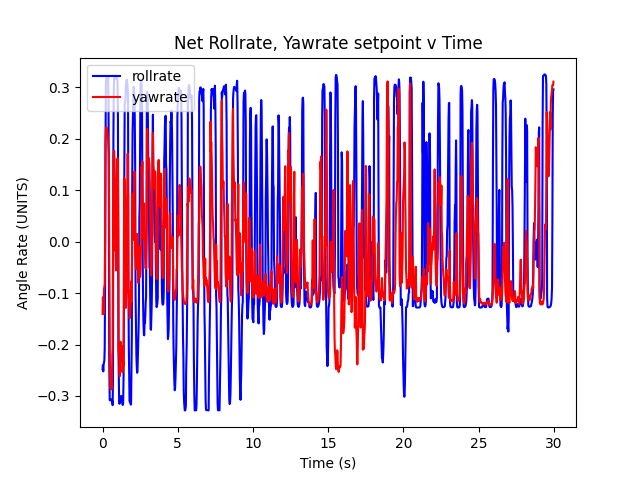 Net Rollrate, Yawrate setpoint v Time
rollrate
yawrate
Angle Rate (UNITS)
0.3
0.2
0.1
0.0
−0.1
−0.2
−0.3
0 5 10 15 20 25 30
Time (s)